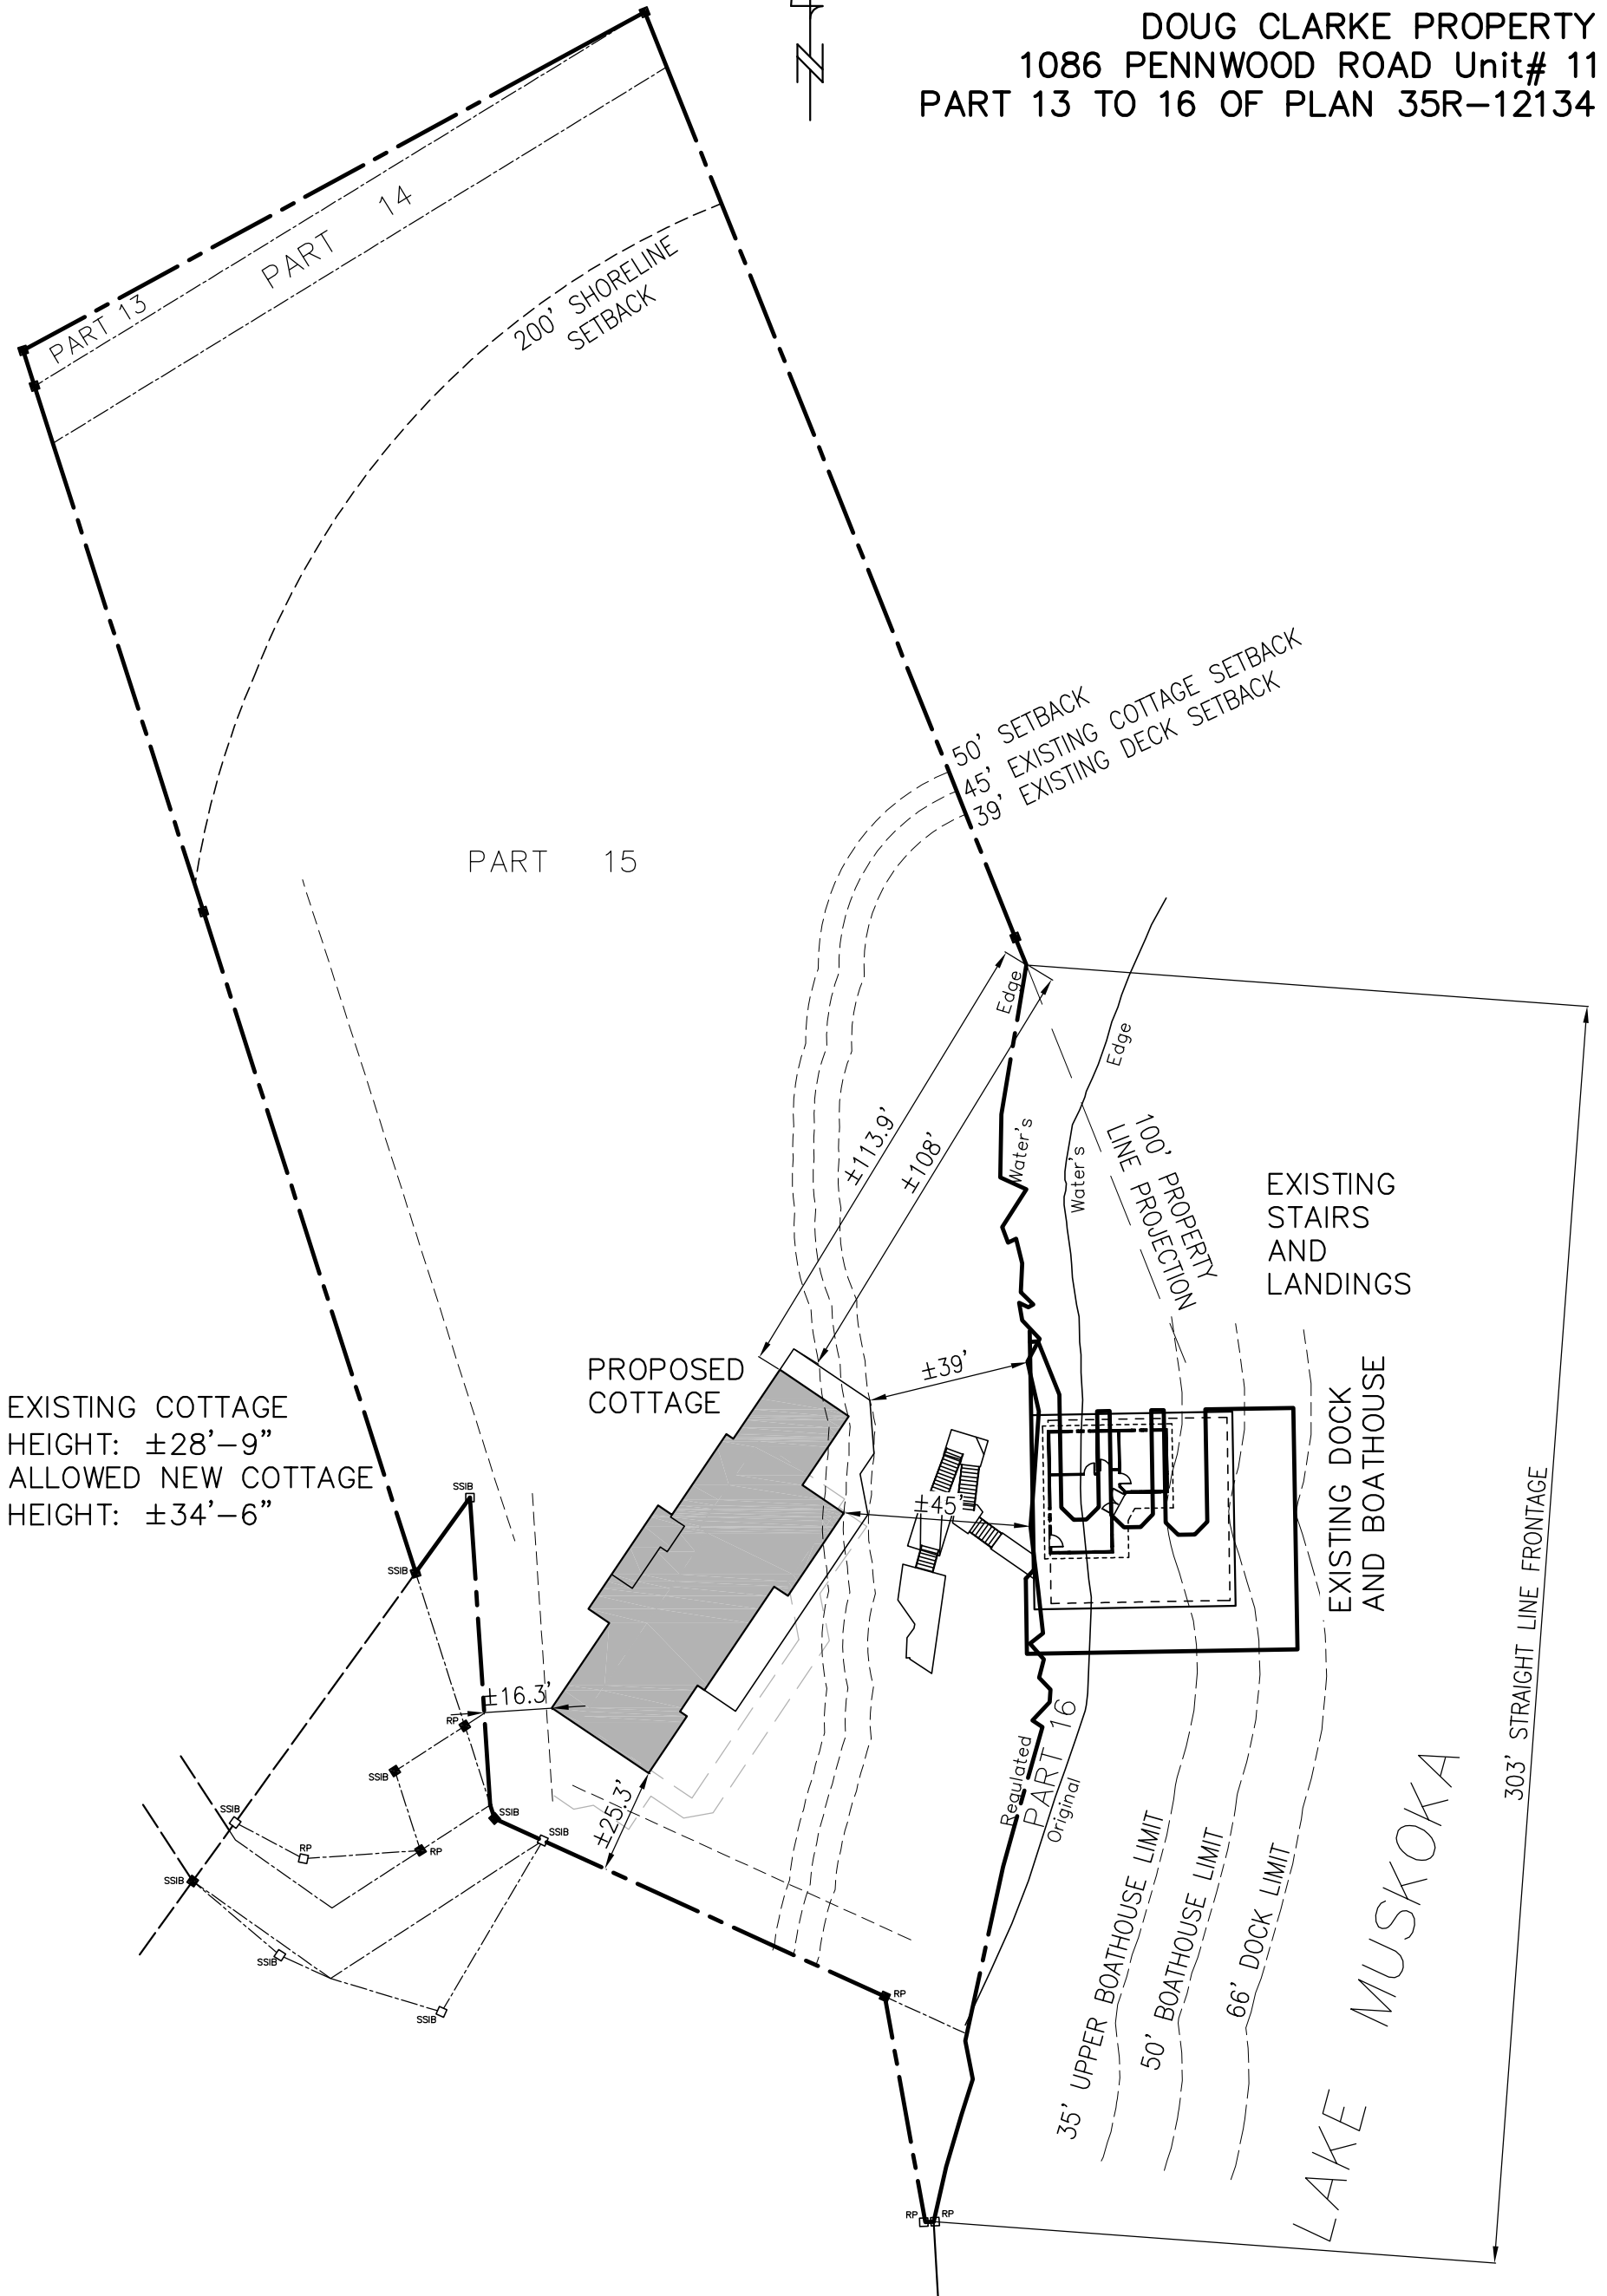 N
DOUG CLARKE PROPERTY
1086 PENNWOOD ROAD Unit# 11
PART 13 TO 16 OF PLAN 35R-12134
PART 14
PART 13
200' SHORELINE
SETBACK
50' SETBACK
45' EXISTING COTTAGE SETBACK
39' EXISTING DECK SETBACK
PART 15
Edge
Edge
Water's
Water's
±113.9'
±108'
100' PROPERTY
LINE PROJECTION
EXISTING
STAIRS
AND
LANDINGS
PROPOSED
COTTAGE
±39'
EXISTING DOCK
AND BOATHOUSE
EXISTING COTTAGE
HEIGHT: ±28'-9"
ALLOWED NEW COTTAGE
HEIGHT: ±34'-6"
±45'
SSIB
SSIB
303' STRAIGHT LINE FRONTAGE
±16.3'
RP
SSIB
Regulated
PART 16
Original
±25.3'
SSIB
SSIB
SSIB
RP
RP
SSIB
SSIB
SSIB
RP
35' UPPER BOATHOUSE LIMIT
50' BOATHOUSE LIMIT
66' DOCK LIMIT
LAKE MUSKOKA
RP
RP